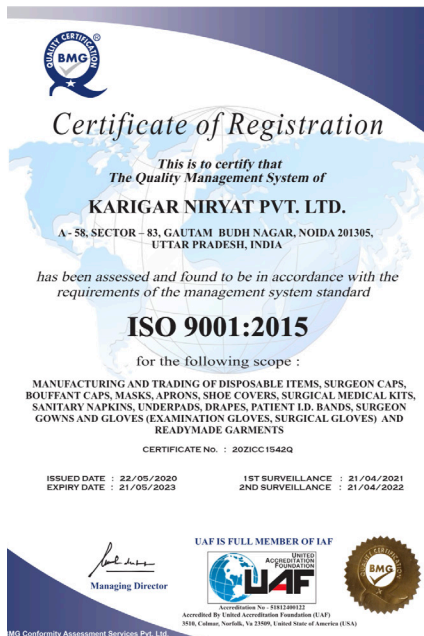 QUALITY CERTIFICATION
BMG
Certificate of Registration
This is to certify that
The Quality Management System of
KARIGAR NIRYAT PVT. LTD.
A - 58, SECTOR – 83, GAUTAM BUDH NAGAR, NOIDA 201305,
UTTAR PRADESH, INDIA
has been assessed and found to be in accordance with the
requirements of the management system standard
ISO 9001:2015
for the following scope :
MANUFACTURING AND TRADING OF DISPOSABLE ITEMS, SURGEON CAPS,
BOUFFANT CAPS, MASKS, APRONS, SHOE COVERS, SURGICAL MEDICAL KITS,
SANITARY NAPKINS, UNDERPADS, DRAPES, PATIENT I.D. BANDS, SURGEON
GOWNS AND GLOVES (EXAMINATION GLOVES, SURGICAL GLOVES) AND
READYMADE GARMENTS
CERTIFICATE No. : 20ZICC1542Q
ISSUED DATE : 22/05/2020
EXPIRY DATE : 21/05/2023
1ST SURVEILLANCE : 21/04/2021
2ND SURVEILLANCE : 21/04/2022
Managing Director
UAF IS FULL MEMBER OF IAF
UNITED
ACCREDITATION
FOUNDATION
UAF
Accreditation No - 51812400122
Accredited By United Accreditation Foundation (UAF)
3510, Colmar, Norfolk, Va 23509, United State of America (USA)
BMG
MG Conformity Assessment Services Pvt. Ltd.